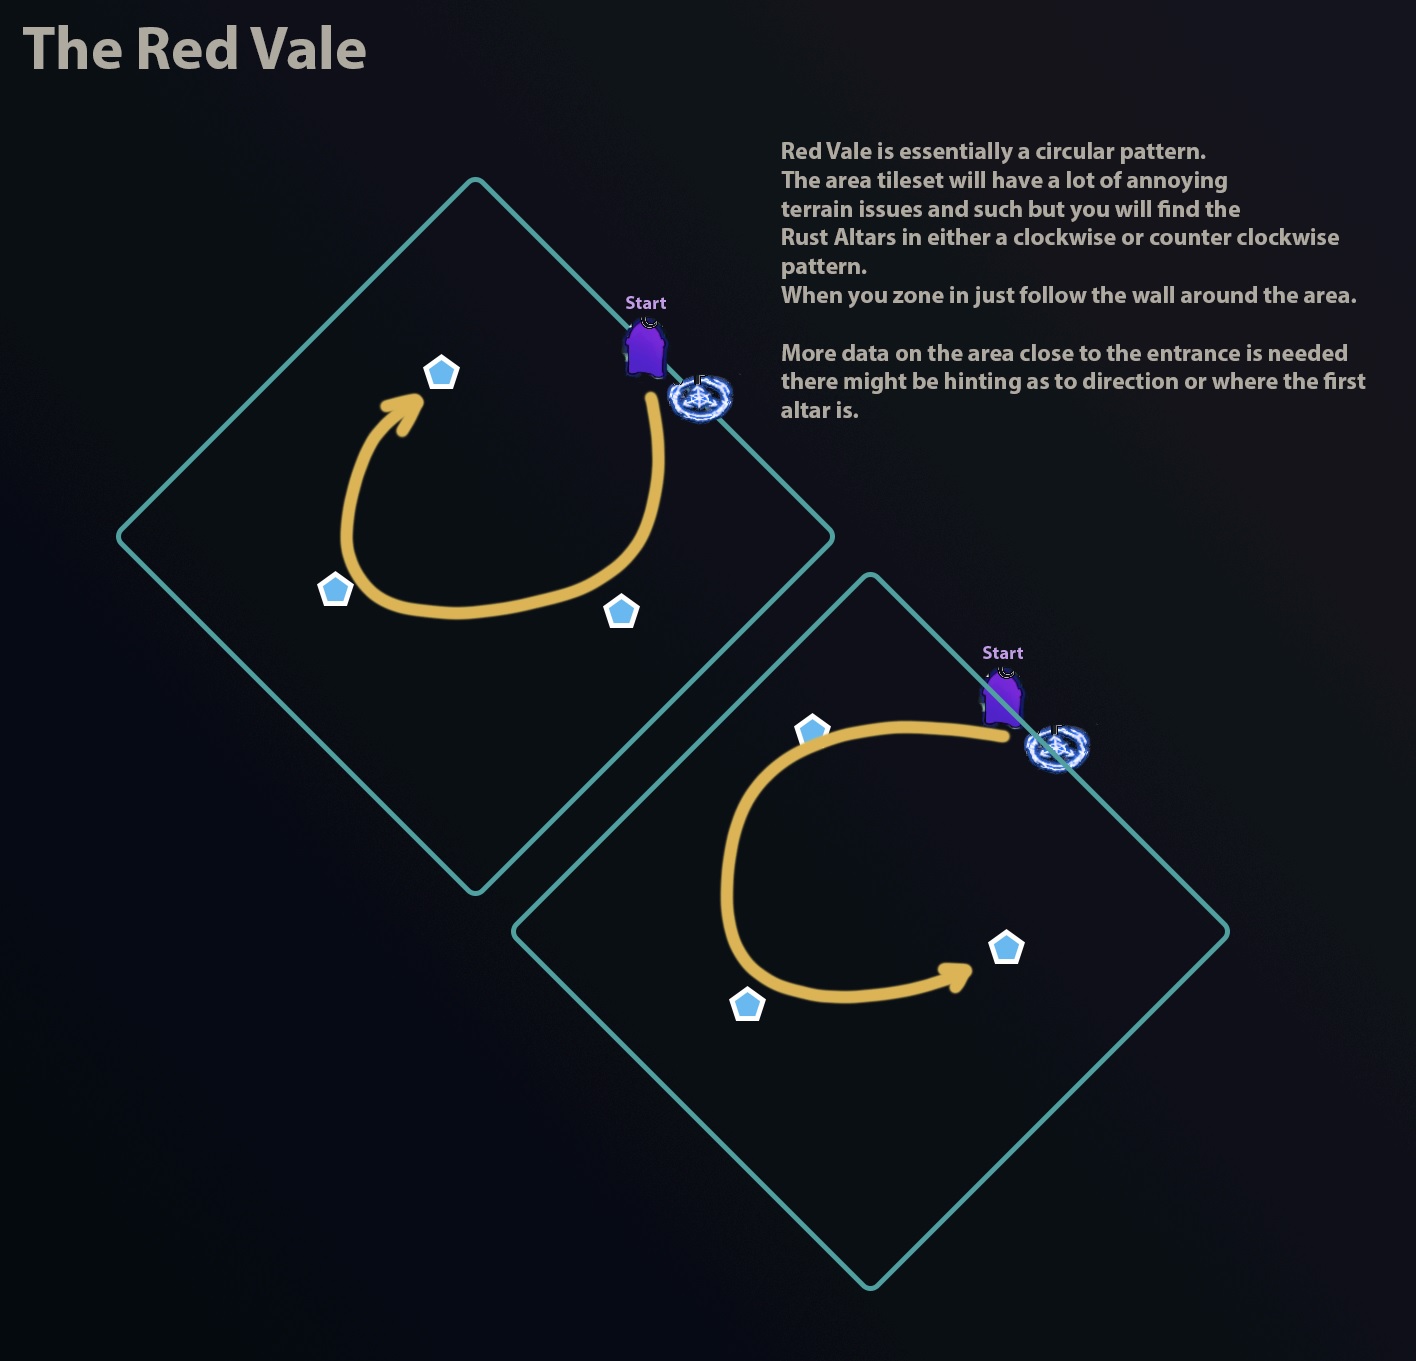 The Red Vale
Red Vale is essentially a circular pattern.
The area tileset will have a lot of annoying
terrain issues and such but you will find the
Rust Altars in either a clockwise or counter clockwise
pattern.
When you zone in just follow the wall around the area.
More data on the area close to the entrance is needed
there might be hinting as to direction or where the first
altar is.
Start
Start